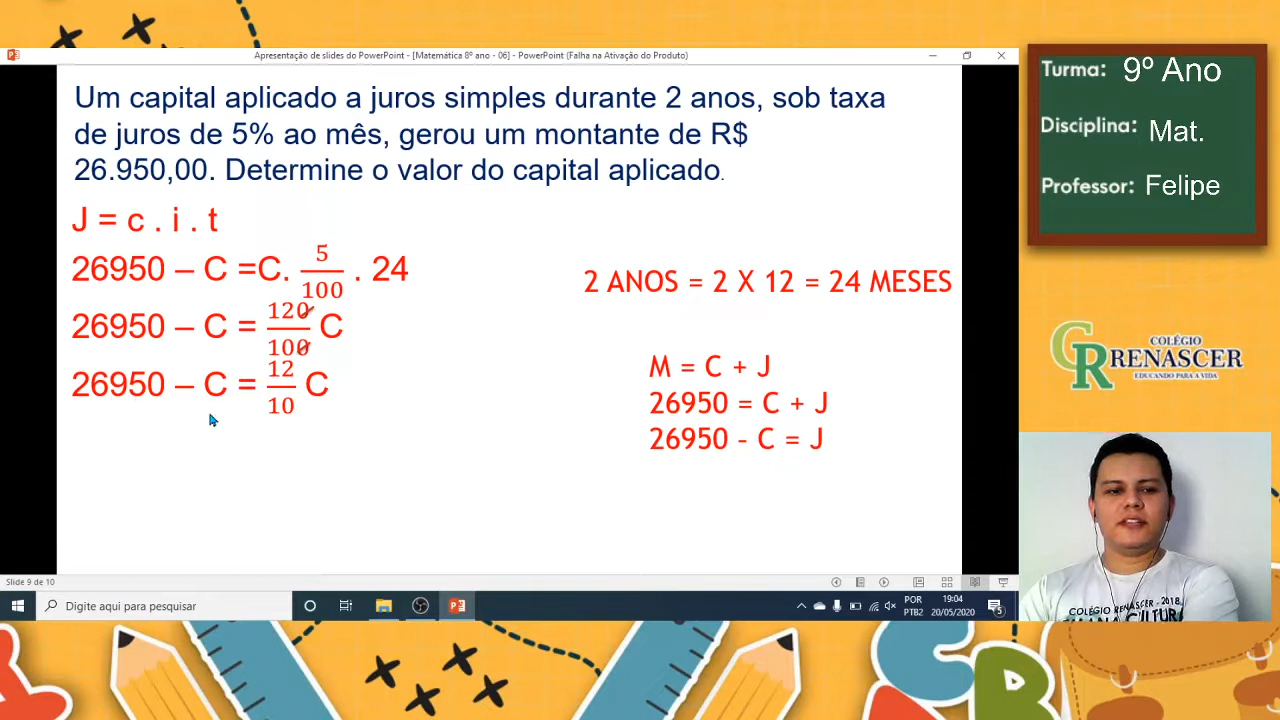 Apresentação de slides do PowerPoint - [Matemática 8º ano - 06] - PowerPoint (Falha na Ativação do Produto)
Um capital aplicado a juros simples durante 2 anos, sob taxa
de juros de 5% ao mês, gerou um montante de R$
26.950,00. Determine o valor do capital aplicado.
J = c . i . t
26950 – C =C. 5/100 . 24
26950 – C = 120/100 C
26950 – C = 12/10 C
2 ANOS = 2 X 12 = 24 MESES
M = C + J
26950 = C + J
26950 - C = J
Turma: 9º Ano
Disciplina: Mat.
Professor: Felipe
COLÉGIO
CR RENASCER
EDUCANDO PARA A VIDA
COLÉGIO RENASCER - 2018
Slide 9 de 10
Digite aqui para pesquisar
POR
PTB2
19:04
20/05/2020
5